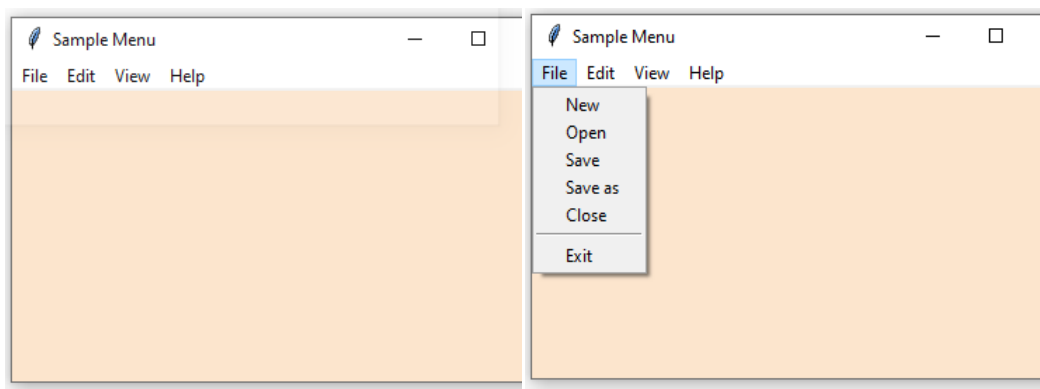 Sample Menu
File Edit View Help
Sample Menu
File Edit View Help
New
Open
Save
Save as
Close
Exit